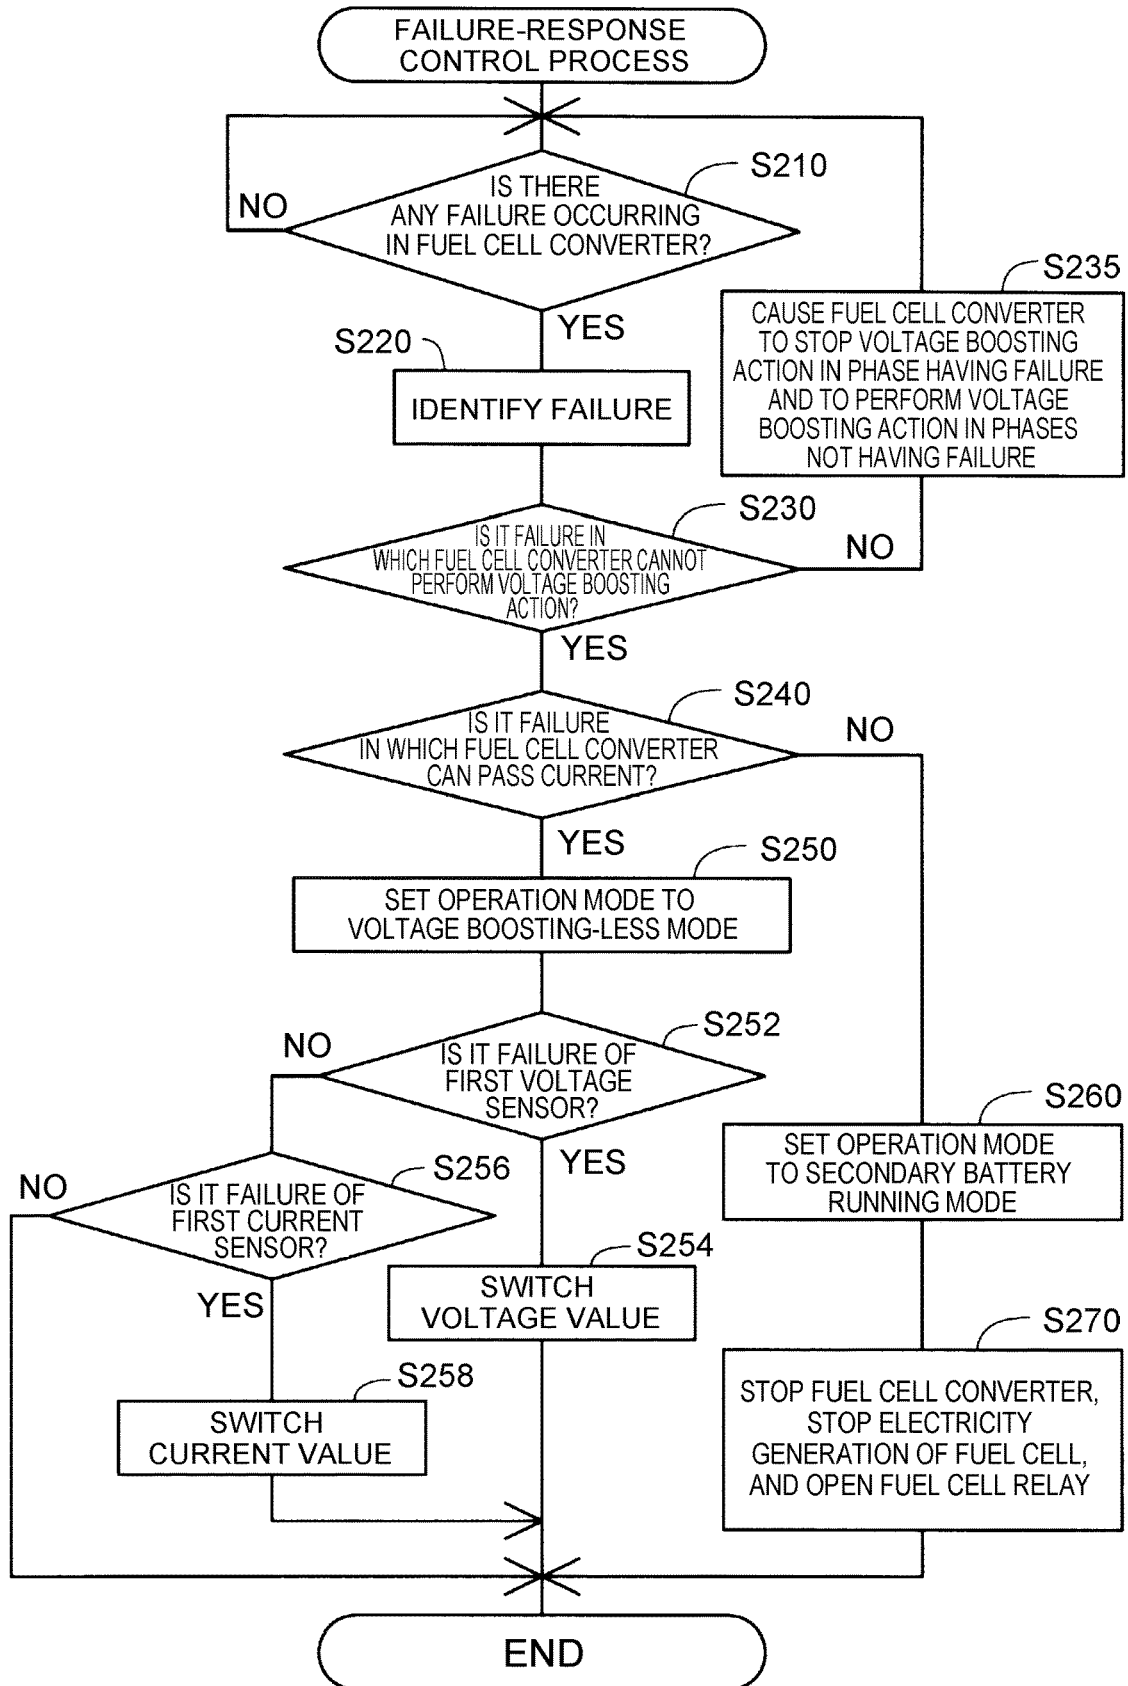 FAILURE-RESPONSE
CONTROL PROCESS
S210
IS THERE
ANY FAILURE OCCURRING
IN FUEL CELL CONVERTER?
NO
YES
S235
CAUSE FUEL CELL CONVERTER
TO STOP VOLTAGE BOOSTING
ACTION IN PHASE HAVING FAILURE
AND TO PERFORM VOLTAGE
BOOSTING ACTION IN PHASES
NOT HAVING FAILURE
S220
IDENTIFY FAILURE
S230
IS IT FAILURE IN
WHICH FUEL CELL CONVERTER CANNOT
PERFORM VOLTAGE BOOSTING
ACTION?
NO
YES
S240
IS IT FAILURE
IN WHICH FUEL CELL CONVERTER
CAN PASS CURRENT?
NO
YES
S250
SET OPERATION MODE TO
VOLTAGE BOOSTING-LESS MODE
S252
NO
IS IT FAILURE OF
FIRST VOLTAGE
SENSOR?
YES
S260
SET OPERATION MODE
TO SECONDARY BATTERY
RUNNING MODE
S256
NO
IS IT FAILURE OF
FIRST CURRENT
SENSOR?
YES
S254
SWITCH
VOLTAGE VALUE
S270
STOP FUEL CELL CONVERTER,
STOP ELECTRICITY
GENERATION OF FUEL CELL,
AND OPEN FUEL CELL RELAY
S258
SWITCH
CURRENT VALUE
END